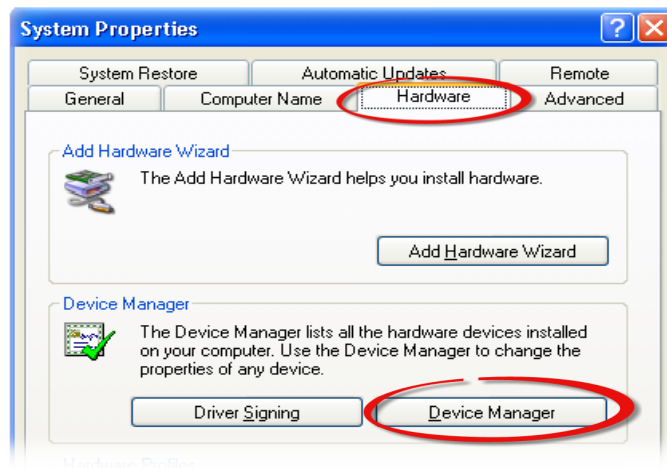 System Properties
System Restore
Automatic Updates
Remote
General
Computer Name
Hardware
Advanced
Add Hardware Wizard
The Add Hardware Wizard helps you install hardware.
Add Hardware Wizard
Device Manager
The Device Manager lists all the hardware devices installed
on your computer. Use the Device Manager to change the
properties of any device.
Driver Signing
Device Manager
Hardware Profiles